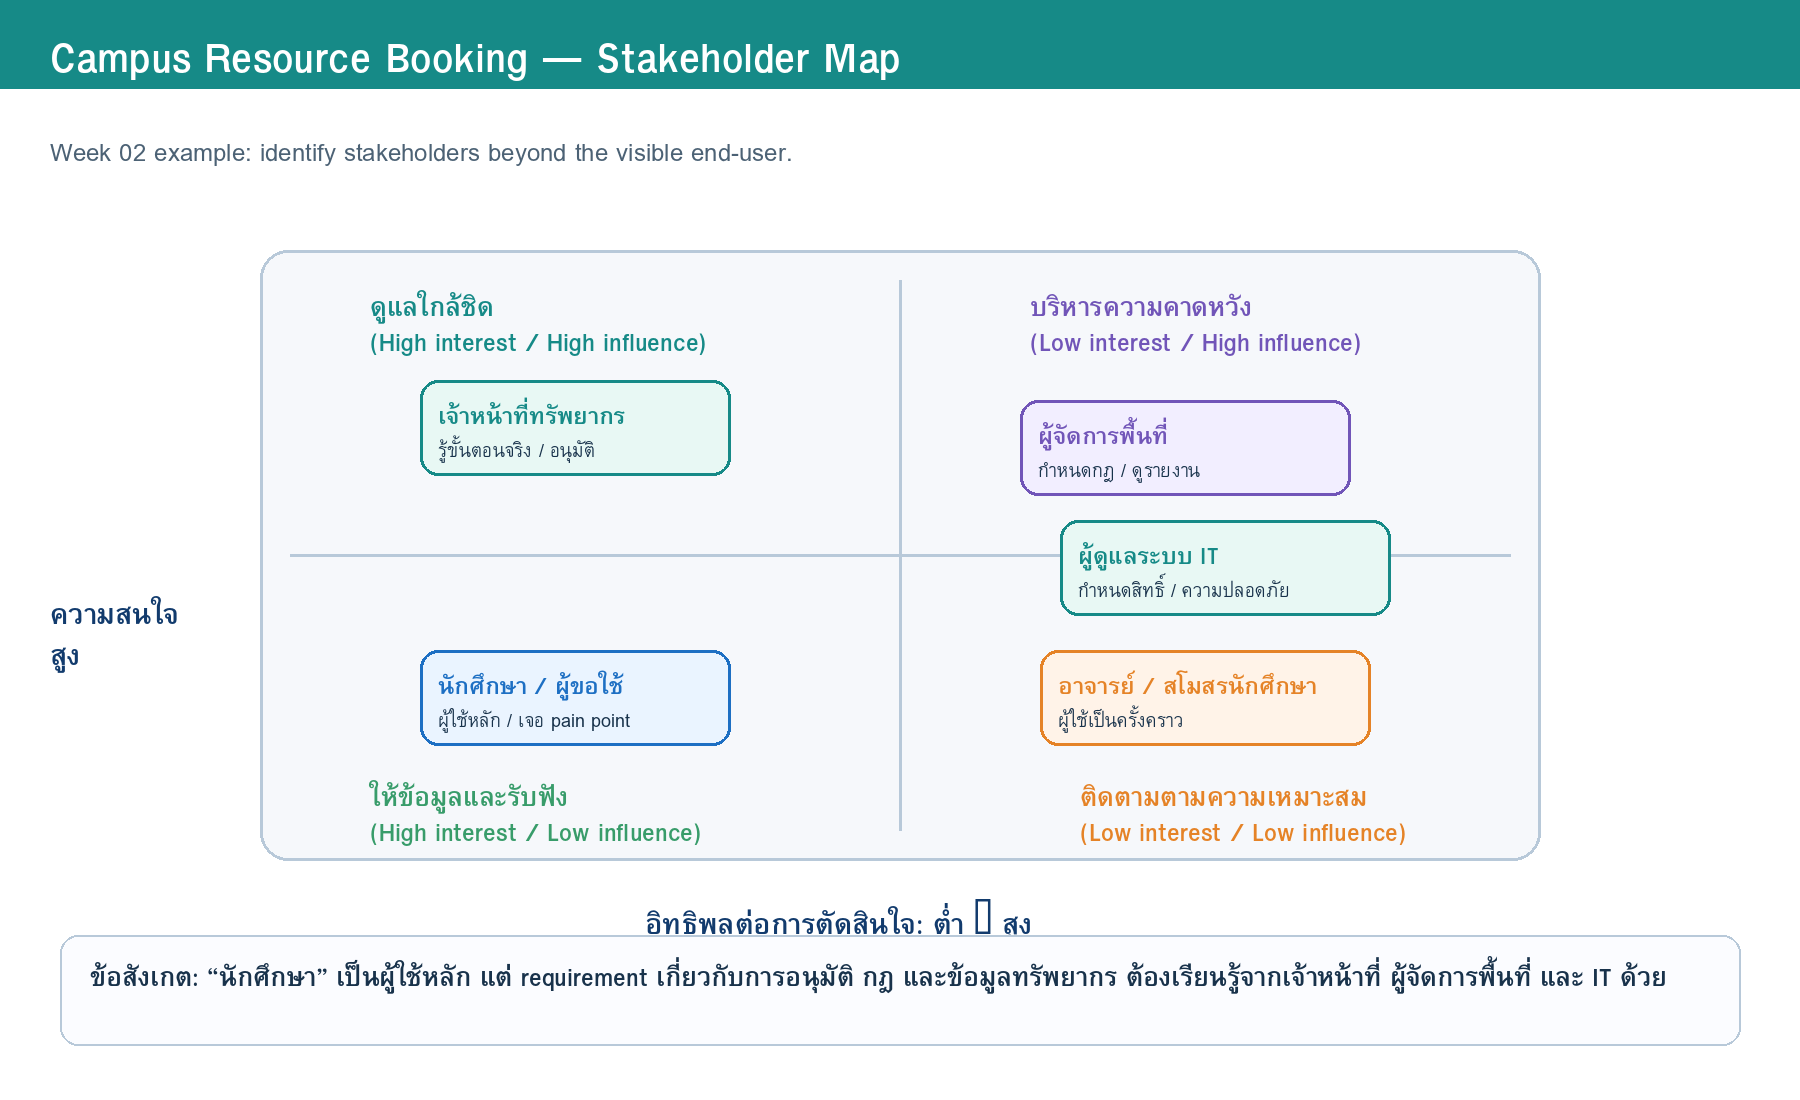 Campus Resource Booking — Stakeholder Map
Week 02 example: identify stakeholders beyond the visible end-user.
ดูแลใกล้ชิด
(High interest / High influence)
บริหารความคาดหวัง
(Low interest / High influence)
เจ้าหน้าที่ทรัพยากร
รู้ขั้นตอนจริง / อนุมัติ
ผู้จัดการพื้นที่
กำหนดกฎ / ดูรายงาน
ผู้ดูแลระบบ IT
กำหนดสิทธิ์ / ความปลอดภัย
ความสนใจ
สูง
นักศึกษา / ผู้ขอใช้
ผู้ใช้หลัก / เจอ pain point
อาจารย์ / สโมสรนักศึกษา
ผู้ใช้เป็นครั้งคราว
ให้ข้อมูลและรับฟัง
(High interest / Low influence)
ติดตามตามความเหมาะสม
(Low interest / Low influence)
อิทธิพลต่อการตัดสินใจ: ต่ำ สูง
ข้อสังเกต: “นักศึกษา” เป็นผู้ใช้หลัก แต่ requirement เกี่ยวกับการอนุมัติ กฎ และข้อมูลทรัพยากร ต้องเรียนรู้จากเจ้าหน้าที่ ผู้จัดการพื้นที่ และ IT ด้วย